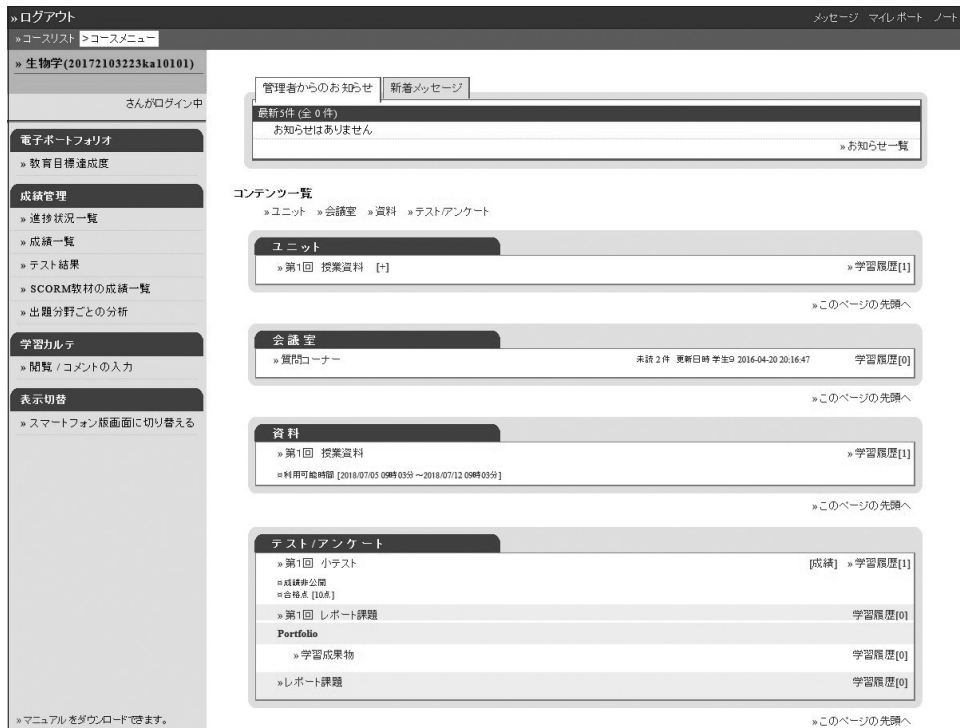 »ログアウト
メッセージ マイレポート ノート
»コースリスト >コースメニュー
» 生物学(20172103223ka10101)
さんがログイン中
電子ポートフォリオ
» 教育目標達成度
成績管理
» 進捗状況一覧
» 成績一覧
» テスト結果
» SCORM教材の成績一覧
» 出題分野ごとの分析
学習カルテ
» 閲覧 / コメントの入力
表示切替
» スマートフォン版画面に切り替える
» マニュアルをダウンロードできます。
管理者からのお知らせ 新着メッセージ
最新5件 (全 0 件)
お知らせはありません
» お知らせ一覧
コンテンツ一覧
» ユニット » 会議室 » 資料 » テスト/アンケート
ユニット
» 第1回 授業資料 [+] » 学習履歴[1]
» このページの先頭へ
会議室
» 質問コーナー 未読 2 件 更新日時 学生9 2016-04-20 20:16:47 学習履歴[0]
» このページの先頭へ
資料
» 第1回 授業資料 » 学習履歴[1]
¤ 利用可能時間 [2018/07/05 09時03分 ～2018/07/12 09時03分]
» このページの先頭へ
テスト/アンケート
» 第1回 小テスト [成績] » 学習履歴[1]
¤ 成績非公開
¤ 合格点 [10点]
» 第1回 レポート課題 学習履歴[0]
Portfolio
» 学習成果物 学習履歴[0]
»レポート課題 学習履歴[0]
» このページの先頭へ